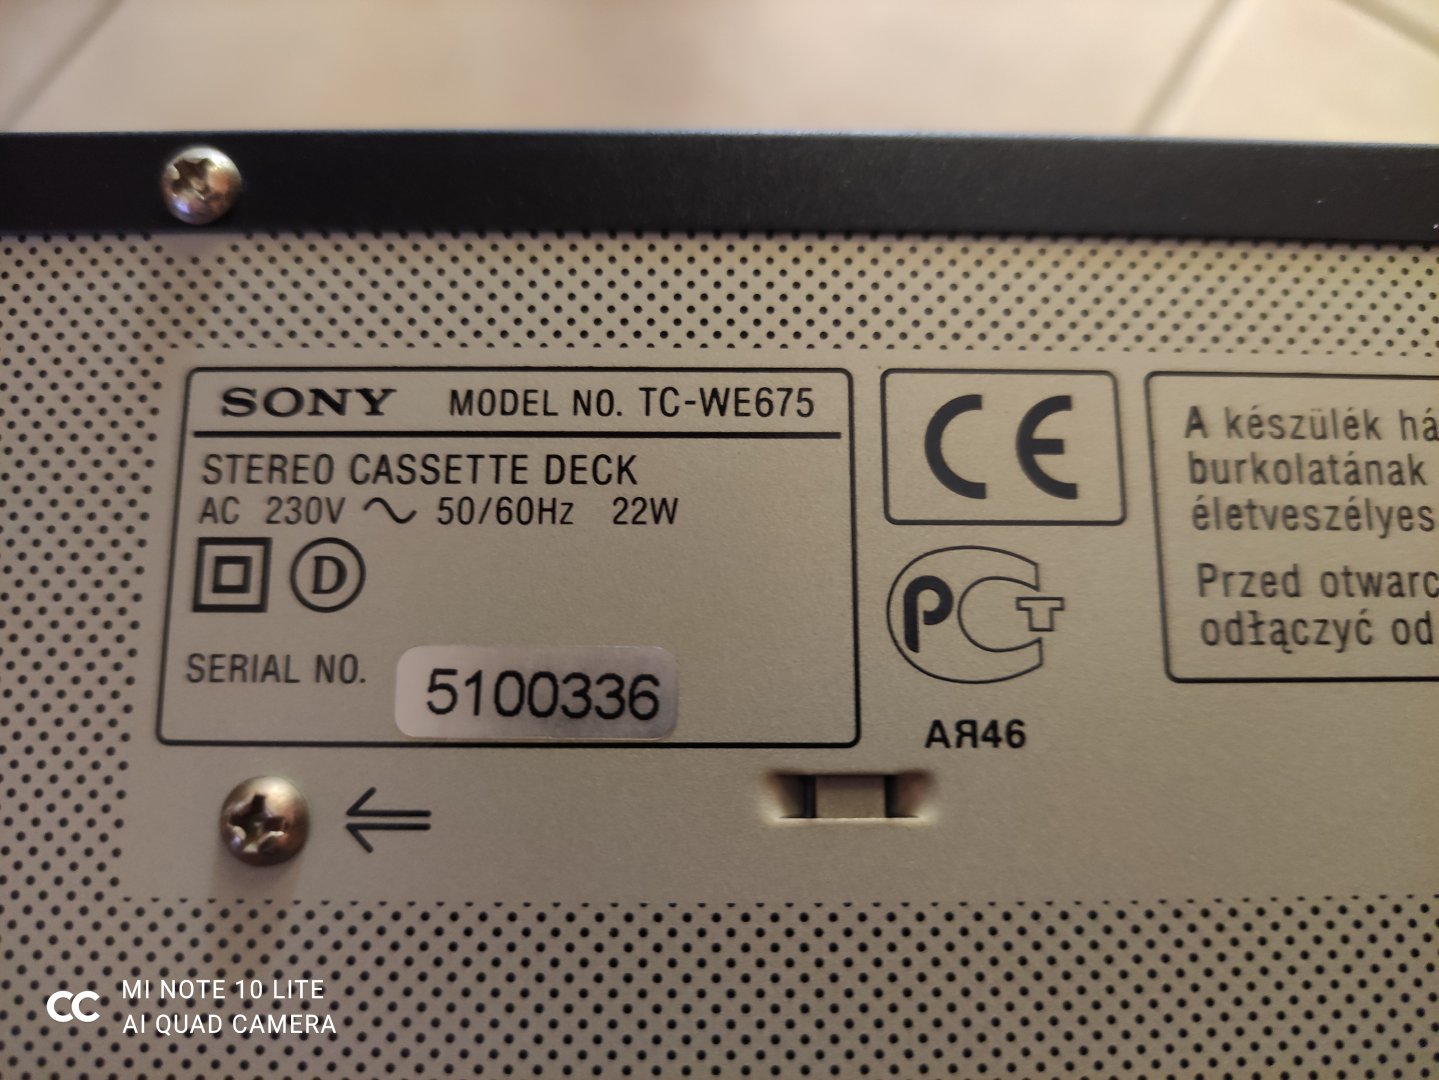 SONY MODEL NO. TC-WE675
STEREO CASSETTE DECK
AC 230V ~ 50/60Hz 22W
D
SERIAL NO. 5100336
CE
PCT
АЯ46
A készülék há
burkolatának
életveszélyes
Przed otwarc
odłączyć od
MI NOTE 10 LITE
AI QUAD CAMERA